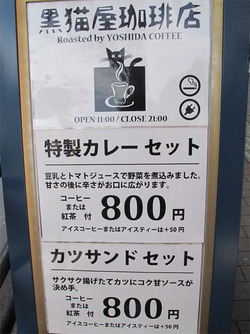 黒猫屋珈琲店
Roasted by YOSHIDA COFFEE
OPEN 11:00 / CLOSE 21:00
特製カレーセット
豆乳とトマトジュースで野菜を煮込みました。
甘さの後に辛さがお口に広がります。
コーヒー
または
紅茶 付
800円
アイスコーヒーまたはアイスティーは+50円
カツサンドセット
サクサク揚げたてカツにコク甘ソースが
決め手。
コーヒー
または
紅茶 付
800円
アイスコーヒーまたはアイスティーは+50円